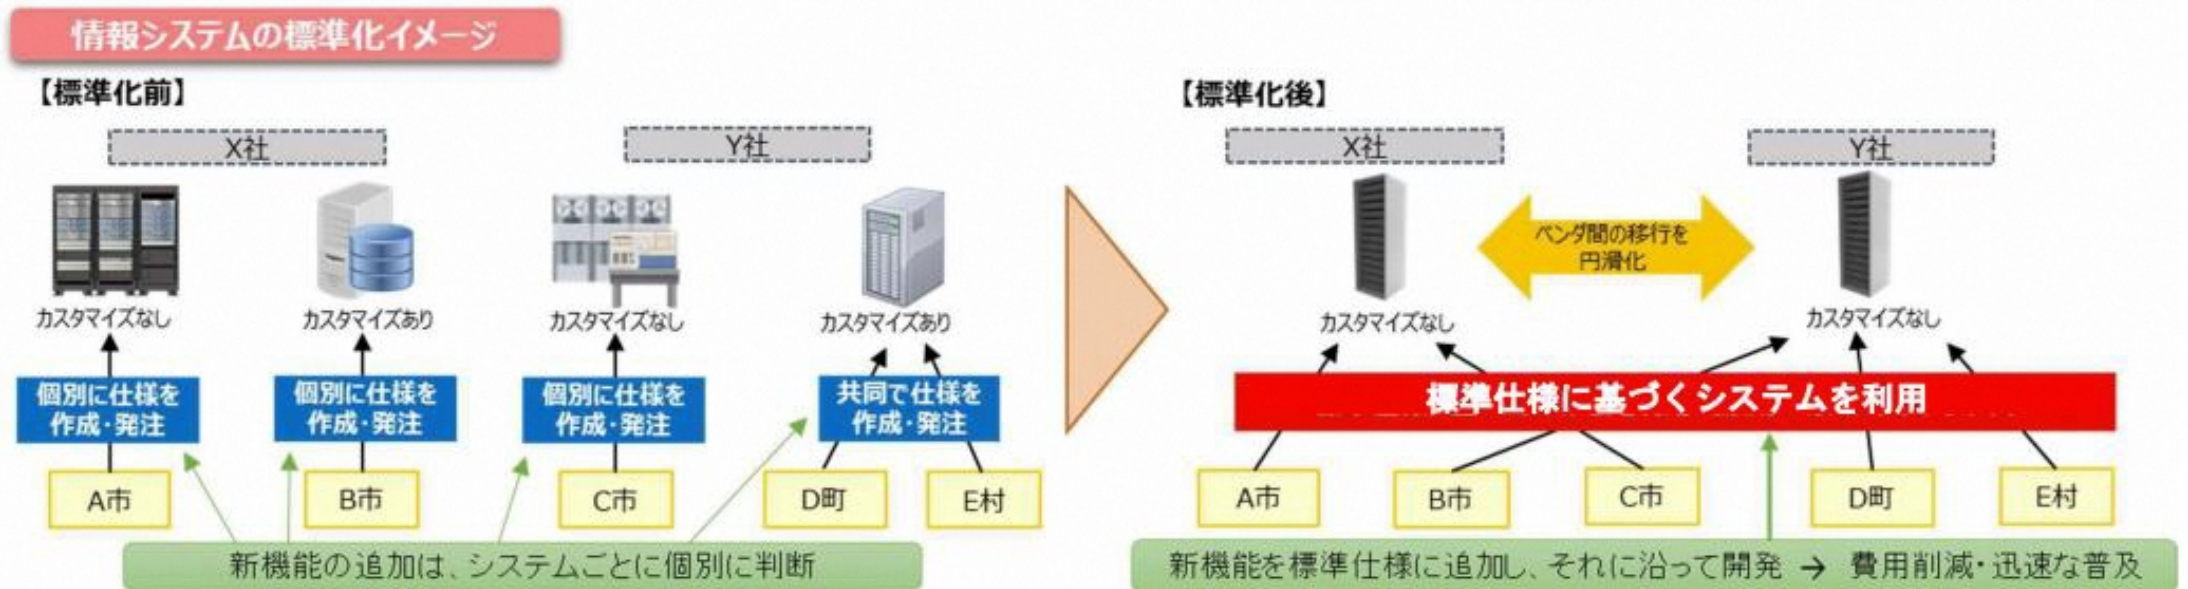 情報システムの標準化イメージ
【標準化前】
X社
Y社
カスタマイズなし
カスタマイズあり
カスタマイズなし
カスタマイズあり
個別に仕様を
作成・発注
個別に仕様を
作成・発注
個別に仕様を
作成・発注
共同で仕様を
作成・発注
A市
B市
C市
D町
E村
新機能の追加は、システムごとに個別に判断
【標準化後】
X社
Y社
ベンダ間の移行を
円滑化
カスタマイズなし
カスタマイズなし
標準仕様に基づくシステムを利用
A市
B市
C市
D町
E村
新機能を標準仕様に追加し、それに沿って開発 → 費用削減・迅速な普及